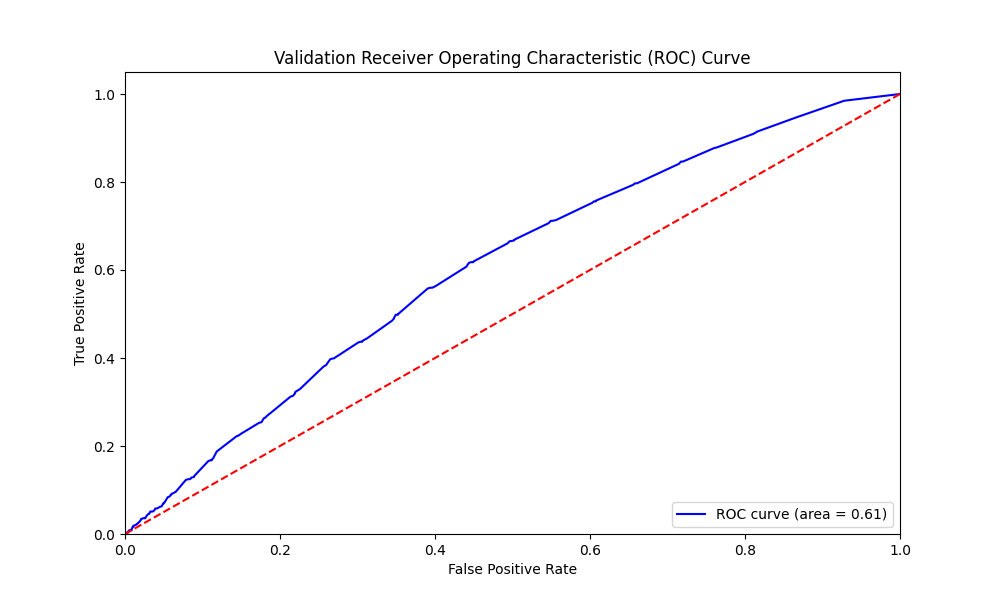 Validation Receiver Operating Characteristic (ROC) Curve
True Positive Rate
1.0
0.8
0.6
0.4
0.2
0.0
0.0 0.2 0.4 0.6 0.8 1.0
False Positive Rate
ROC curve (area = 0.61)